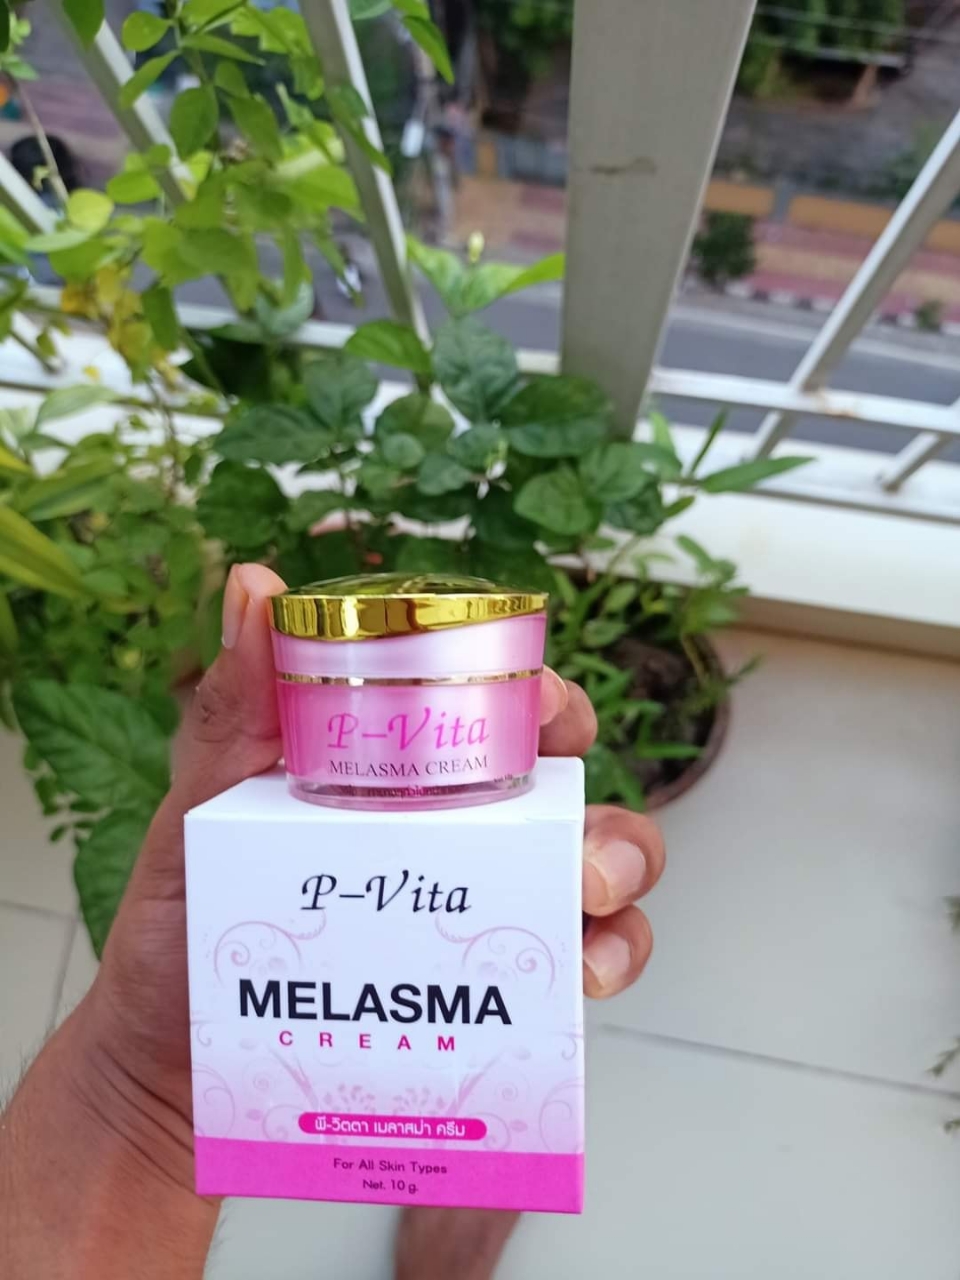 P-Vita
MELASMA CREAM
P-Vita
MELASMA
CREAM
พี-วิตตา เมลาสม่า ครีม
For All Skin Types
Net. 10 g.